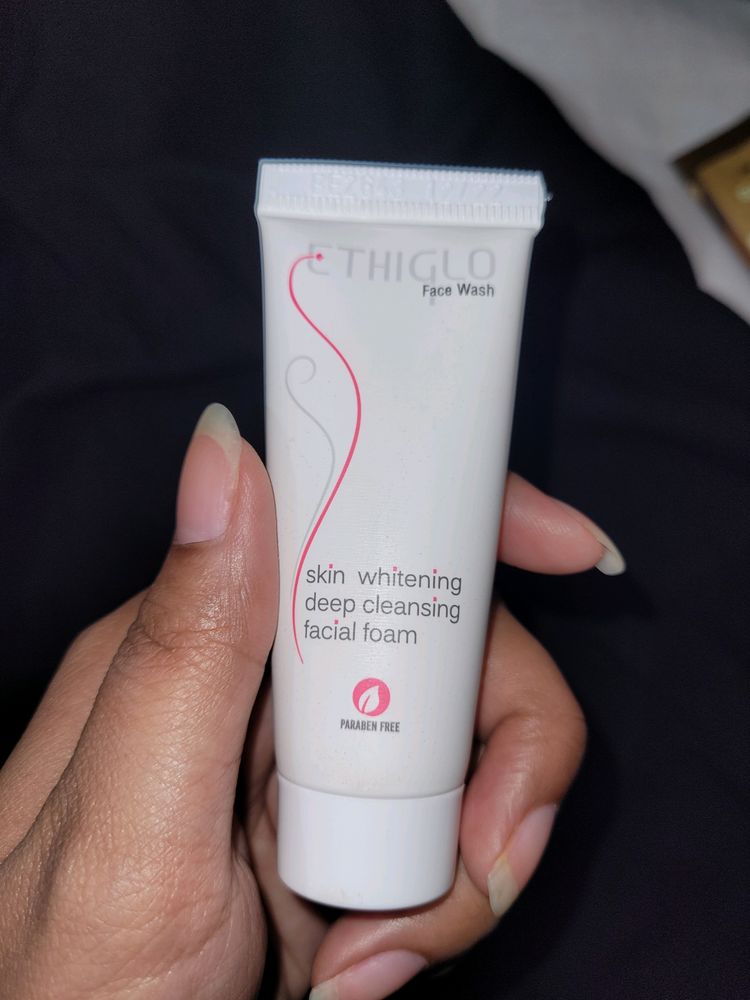 ETHIGLO
Face Wash
skin whitening
deep cleansing
facial foam
PARABEN FREE